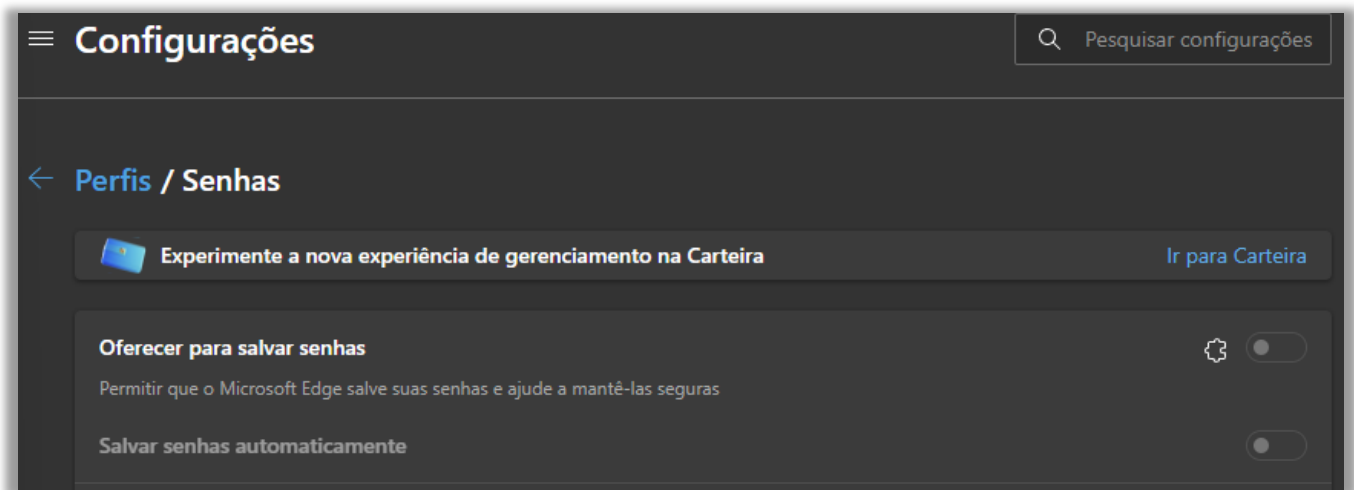 Configurações
Pesquisar configurações
Perfis / Senhas
Experimente a nova experiência de gerenciamento na Carteira
Ir para Carteira
Oferecer para salvar senhas
Permitir que o Microsoft Edge salve suas senhas e ajude a mantê-las seguras
Salvar senhas automaticamente